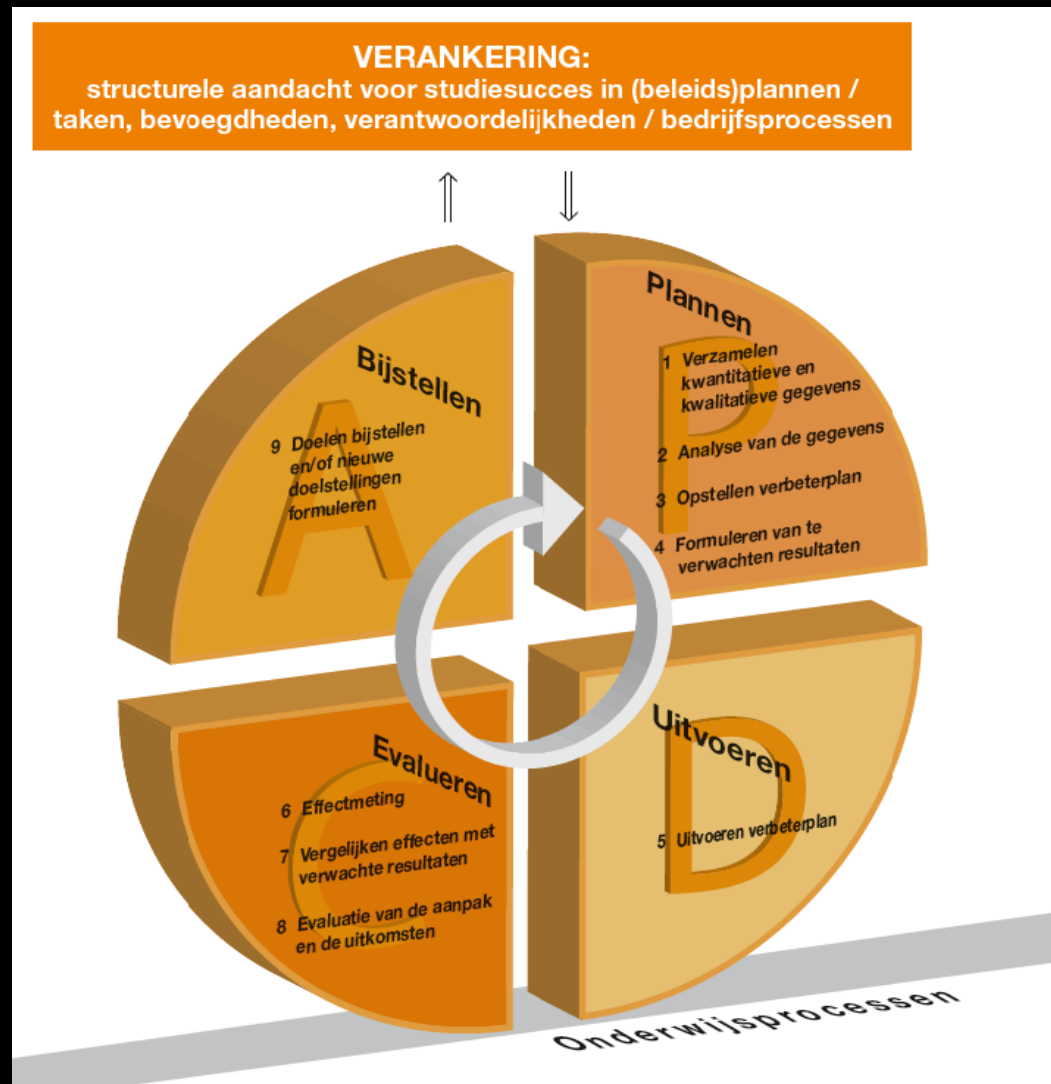 VERANKERING:
structurele aandacht voor studiesucces in (beleids)plannen /
taken, bevoegdheden, verantwoordelijkheden / bedrijfsprocessen
Plannen
P
1 Verzamelen
kwantitatieve en
kwalitatieve gegevens
2 Analyse van de gegevens
3 Opstellen verbeterplan
4 Formuleren van te
verwachten resultaten
Uitvoeren
D
5 Uitvoeren verbeterplan
Evalueren
C
6 Effectmeting
7 Vergelijken effecten met
verwachte resultaten
8 Evaluatie van de aanpak
en de uitkomsten
Bijstellen
A
9 Doelen bijstellen
en/of nieuwe
doelstellingen
formuleren
Onderwijsprocessen